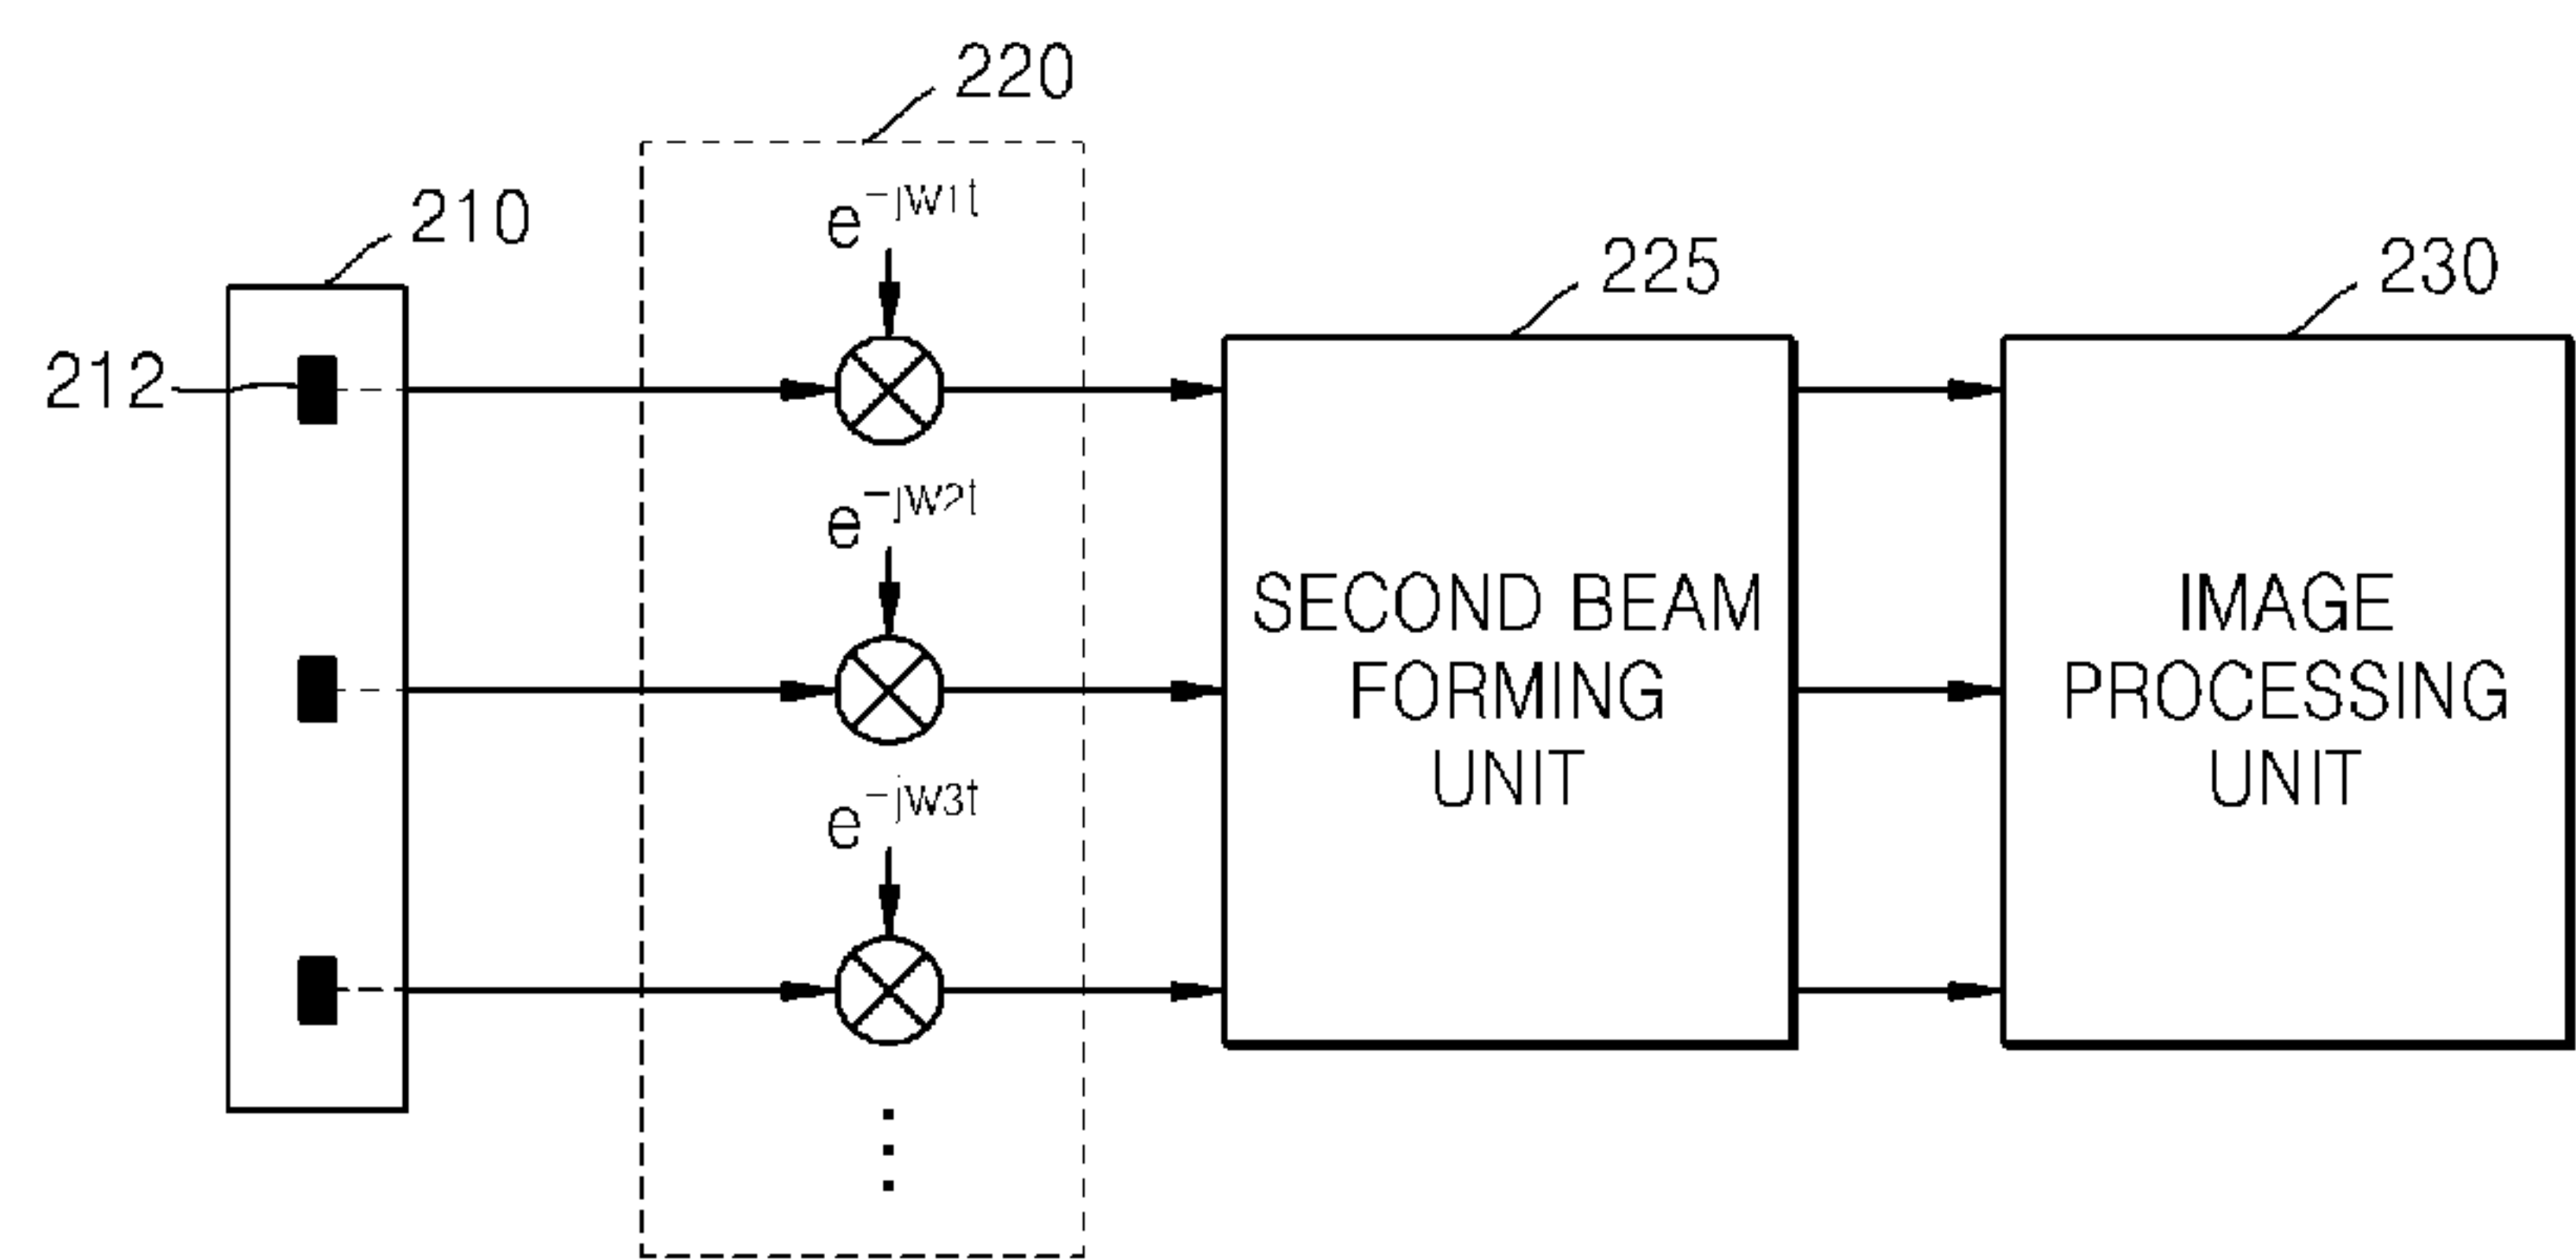 220
e^-jw1t
210
225
230
212
e^-jw2t
SECOND BEAM
FORMING
UNIT
IMAGE
PROCESSING
UNIT
e^-jw3t